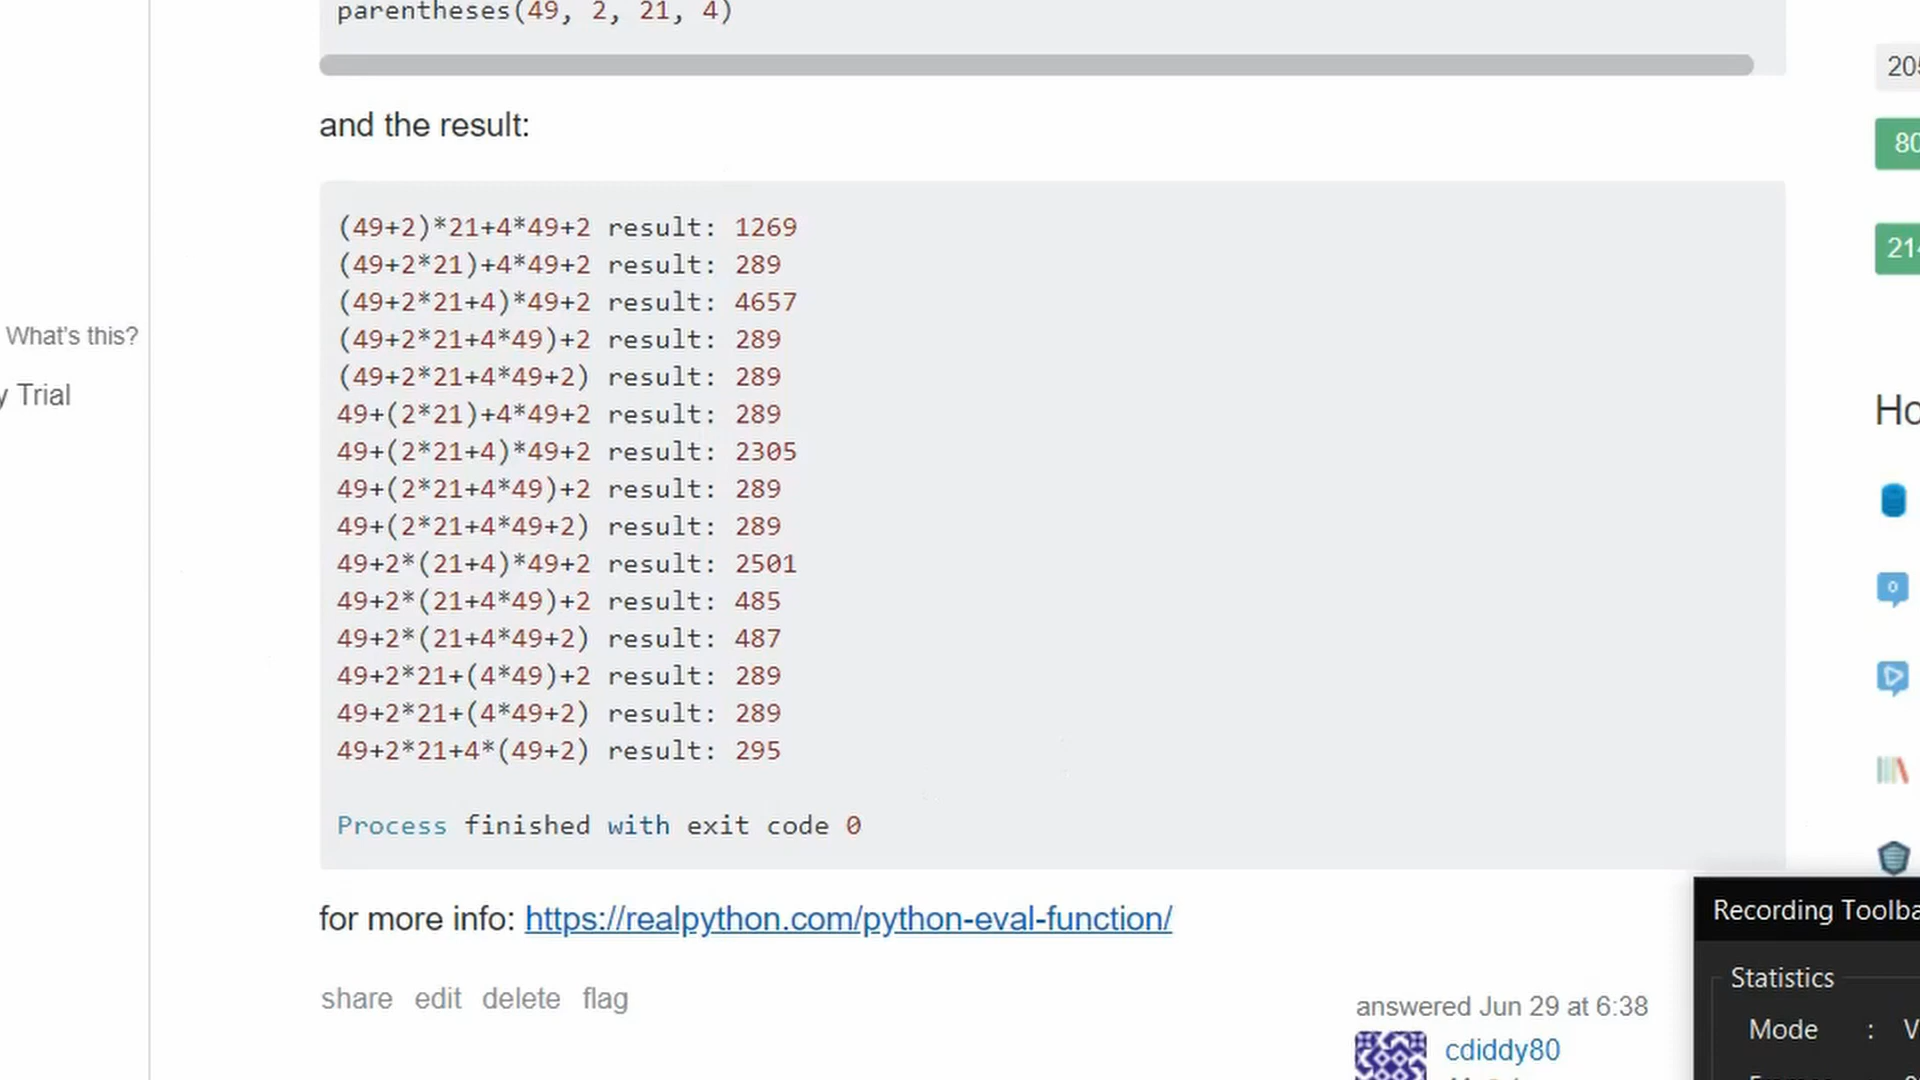 parentheses(49, 2, 21, 4)
and the result:
(49+2)*21+4*49+2 result: 1269
(49+2*21)+4*49+2 result: 289
(49+2*21+4)*49+2 result: 4657
(49+2*21+4*49)+2 result: 289
(49+2*21+4*49+2) result: 289
49+(2*21)+4*49+2 result: 289
49+(2*21+4)*49+2 result: 2305
49+(2*21+4*49)+2 result: 289
49+(2*21+4*49+2) result: 289
49+2*(21+4)*49+2 result: 2501
49+2*(21+4*49)+2 result: 485
49+2*(21+4*49+2) result: 487
49+2*21+(4*49)+2 result: 289
49+2*21+(4*49+2) result: 289
49+2*21+4*(49+2) result: 295
Process finished with exit code 0
for more info: https://realpython.com/python-eval-function/
share edit delete flag
answered Jun 29 at 6:38
cdiddy80
What's this?
y Trial
205
80
214
Ho
Recording Toolba
Statistics
Mode : V